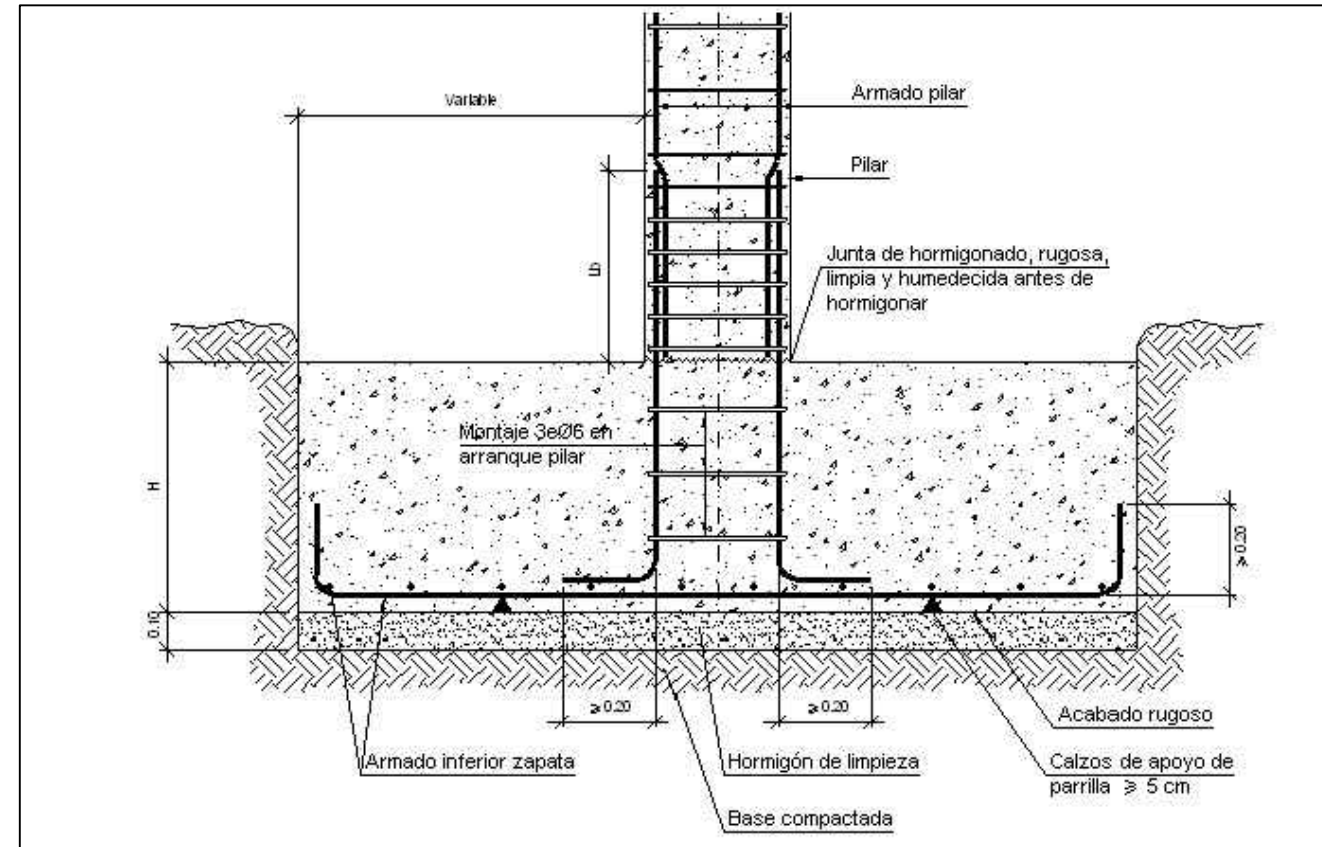 Variable
Armado pilar
Pilar
Lb
Junta de hormigonado, rugosa,
limpia y humedecida antes de
hormigonar
Montaje 3eØ6 en
arranque pilar
H
≥ 0.20
0.10
≥ 0.20
≥ 0.20
Acabado rugoso
Armado inferior zapata
Hormigón de limpieza
Calzos de apoyo de
parrilla ≥ 5 cm
Base compactada